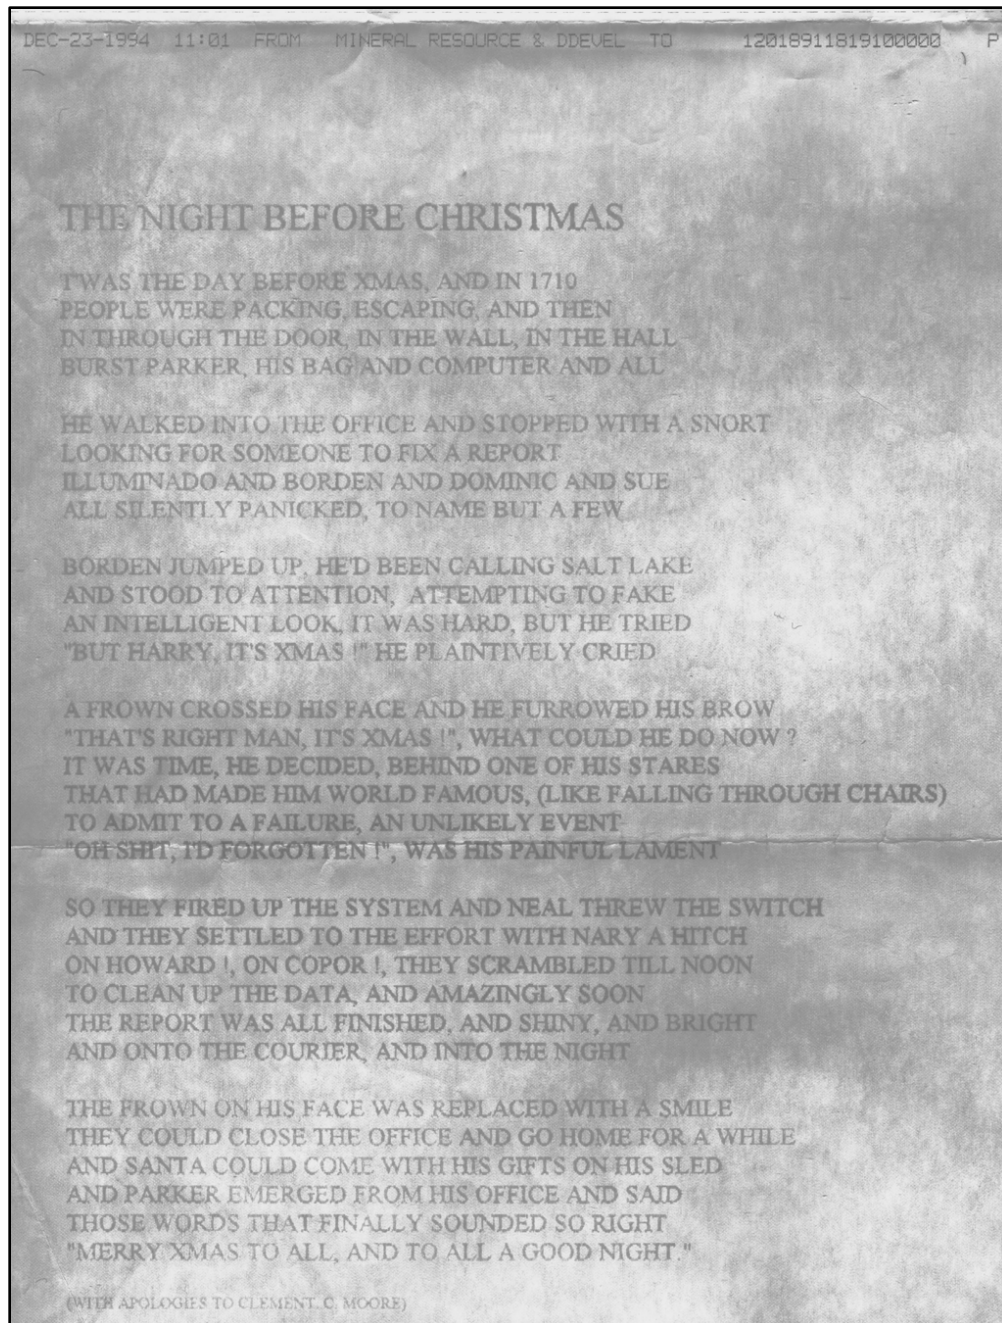 DEC-23-1994 11:01 FROM MINERAL RESOURCE & DDEVEL TO 12018911819100000 P
THE NIGHT BEFORE CHRISTMAS
T'WAS THE DAY BEFORE XMAS, AND IN 1710
PEOPLE WERE PACKING, ESCAPING, AND THEN
IN THROUGH THE DOOR, IN THE WALL, IN THE HALL
BURST PARKER, HIS BAG AND COMPUTER AND ALL
HE WALKED INTO THE OFFICE AND STOPPED WITH A SNORT
LOOKING FOR SOMEONE TO FIX A REPORT
ILLUMINADO AND BORDEN AND DOMINIC AND SUE
ALL SILENTLY PANICKED, TO NAME BUT A FEW
BORDEN JUMPED UP, HE'D BEEN CALLING SALT LAKE
AND STOOD TO ATTENTION, ATTEMPTING TO FAKE
AN INTELLIGENT LOOK, IT WAS HARD, BUT HE TRIED
"BUT HARRY, IT'S XMAS !" HE PLAINTIVELY CRIED
A FROWN CROSSED HIS FACE AND HE FURROWED HIS BROW
"THAT'S RIGHT MAN, IT'S XMAS !", WHAT COULD HE DO NOW ?
IT WAS TIME, HE DECIDED, BEHIND ONE OF HIS STARES
THAT HAD MADE HIM WORLD FAMOUS, (LIKE FALLING THROUGH CHAIRS)
TO ADMIT TO A FAILURE, AN UNLIKELY EVENT
"OH SHIT, I'D FORGOTTEN !", WAS HIS PAINFUL LAMENT
SO THEY FIRED UP THE SYSTEM AND NEAL THREW THE SWITCH
AND THEY SETTLED TO THE EFFORT WITH NARY A HITCH
ON HOWARD !, ON COPOR !, THEY SCRAMBLED TILL NOON
TO CLEAN UP THE DATA, AND AMAZINGLY SOON
THE REPORT WAS ALL FINISHED, AND SHINY, AND BRIGHT
AND ONTO THE COURIER, AND INTO THE NIGHT
THE FROWN ON HIS FACE WAS REPLACED WITH A SMILE
THEY COULD CLOSE THE OFFICE AND GO HOME FOR A WHILE
AND SANTA COULD COME WITH HIS GIFTS ON HIS SLED
AND PARKER EMERGED FROM HIS OFFICE AND SAID
THOSE WORDS THAT FINALLY SOUNDED SO RIGHT
"MERRY XMAS TO ALL, AND TO ALL A GOOD NIGHT."
(WITH APOLOGIES TO CLEMENT. C. MOORE)